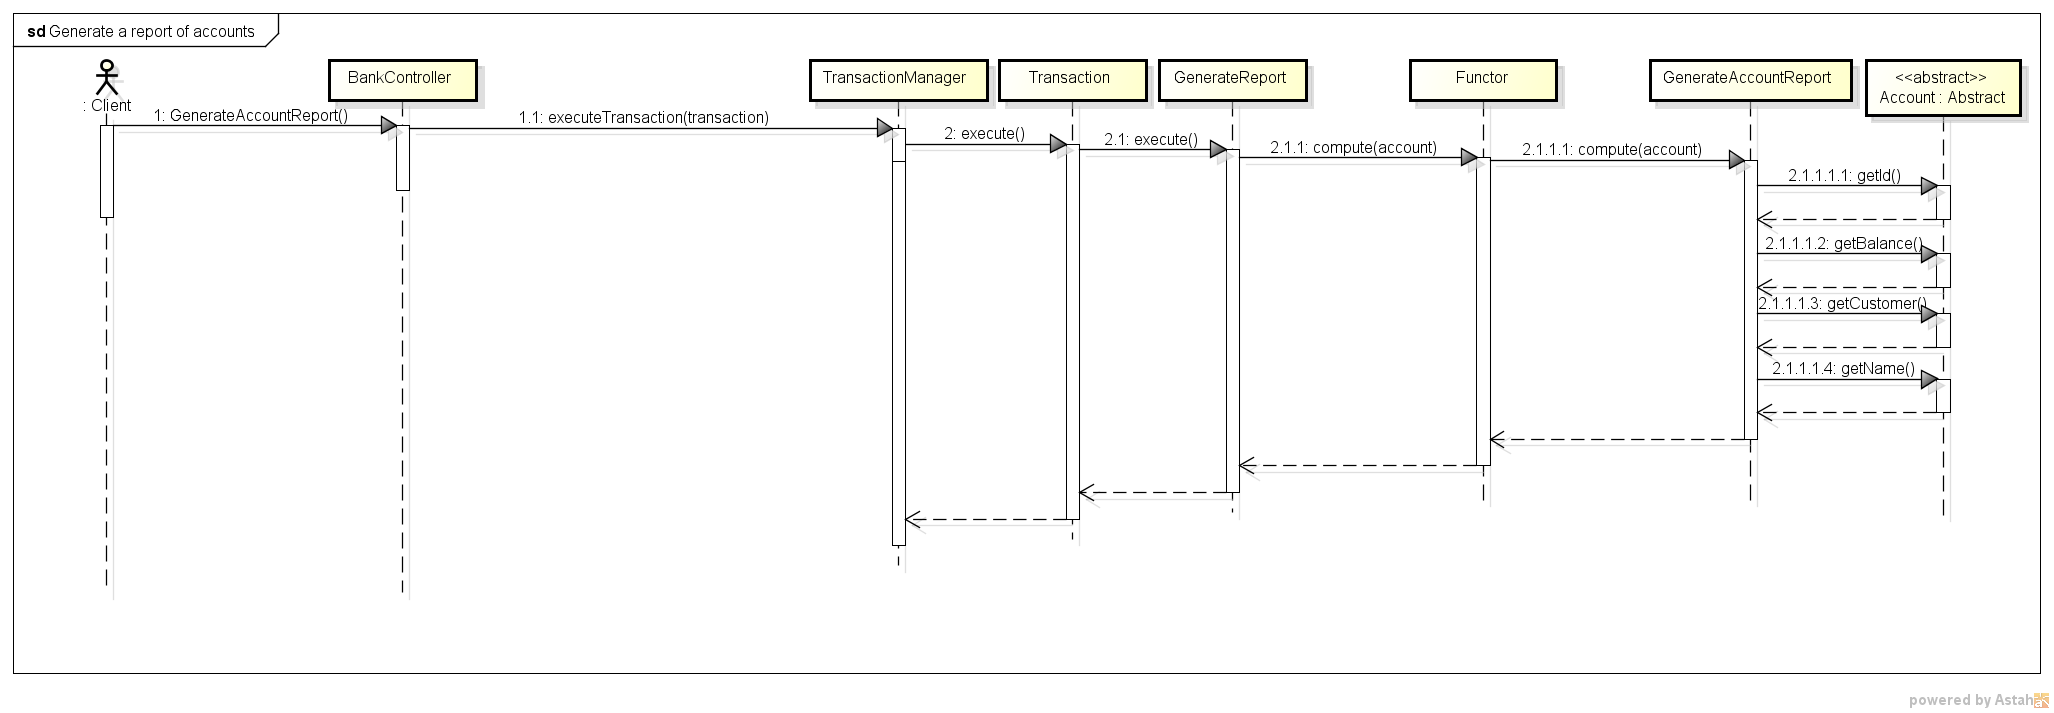 sd Generate a report of accounts
: Client
BankController
TransactionManager
Transaction
GenerateReport
Functor
GenerateAccountReport
<<abstract>>
Account : Abstract
1: GenerateAccountReport()
1.1: executeTransaction(transaction)
2: execute()
2.1: execute()
2.1.1: compute(account)
2.1.1.1: compute(account)
2.1.1.1.1: getId()
2.1.1.1.2: getBalance()
2.1.1.1.3: getCustomer()
2.1.1.1.4: getName()
powered by Astah